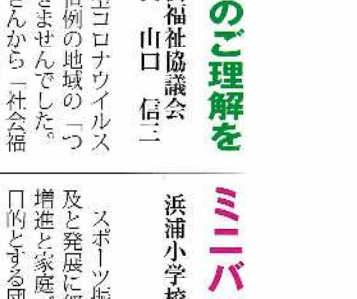 のご理解を
福祉協議会
山口 信三
型コロナウイルス
恒例の地域の「つ
きませんでした。
さんから「社会福
ミニバ
浜浦小学校
スポーツ振
及と発展に
増進と家庭
目的とする団